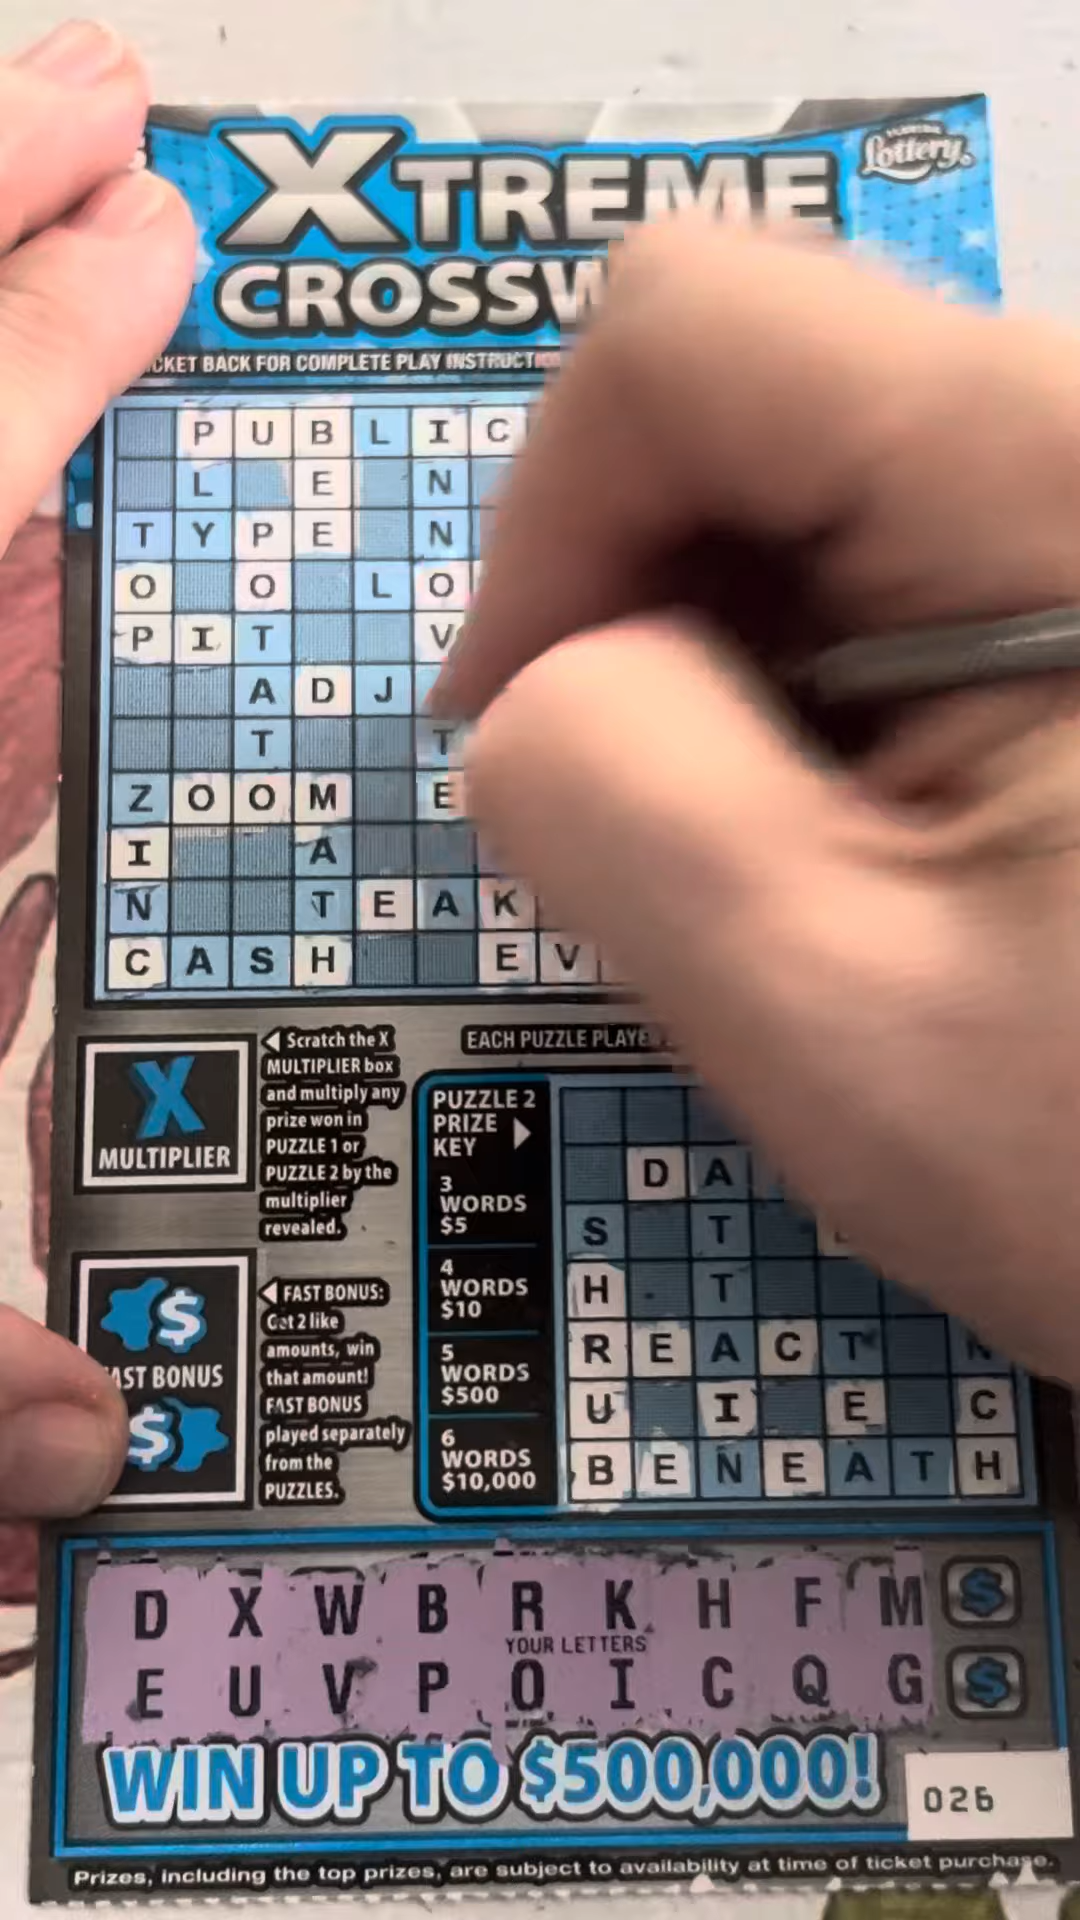 XTREME
Lottery
CROSSW
CKET BACK FOR COMPLETE PLAY INSTRUCTI
P U B L I C
L E N
T Y P E N
O O L O
P I T V
A D J
T T
Z O O M E
I A
N T E A K
C A S H E V
X
MULTIPLIER
Scratch the X
MULTIPLIER box
and multiply any
prize won in
PUZZLE 1 or
PUZZLE 2 by the
multiplier
revealed.
EACH PUZZLE PLAYE
PUZZLE 2
PRIZE
KEY
3
WORDS
$5
4
WORDS
$10
5
WORDS
$500
6
WORDS
$10,000
D A
S T
H T
R E A C T N
U I E C
B E N E A T H
$
AST BONUS
$
FAST BONUS:
Get 2 like
amounts, win
that amount!
FAST BONUS
played separately
from the
PUZZLES.
D X W B R K H F M $
YOUR LETTERS
E U V P O I C Q G $
WIN UP TO $500,000!
026
Prizes, including the top prizes, are subject to availability at time of ticket purchase.